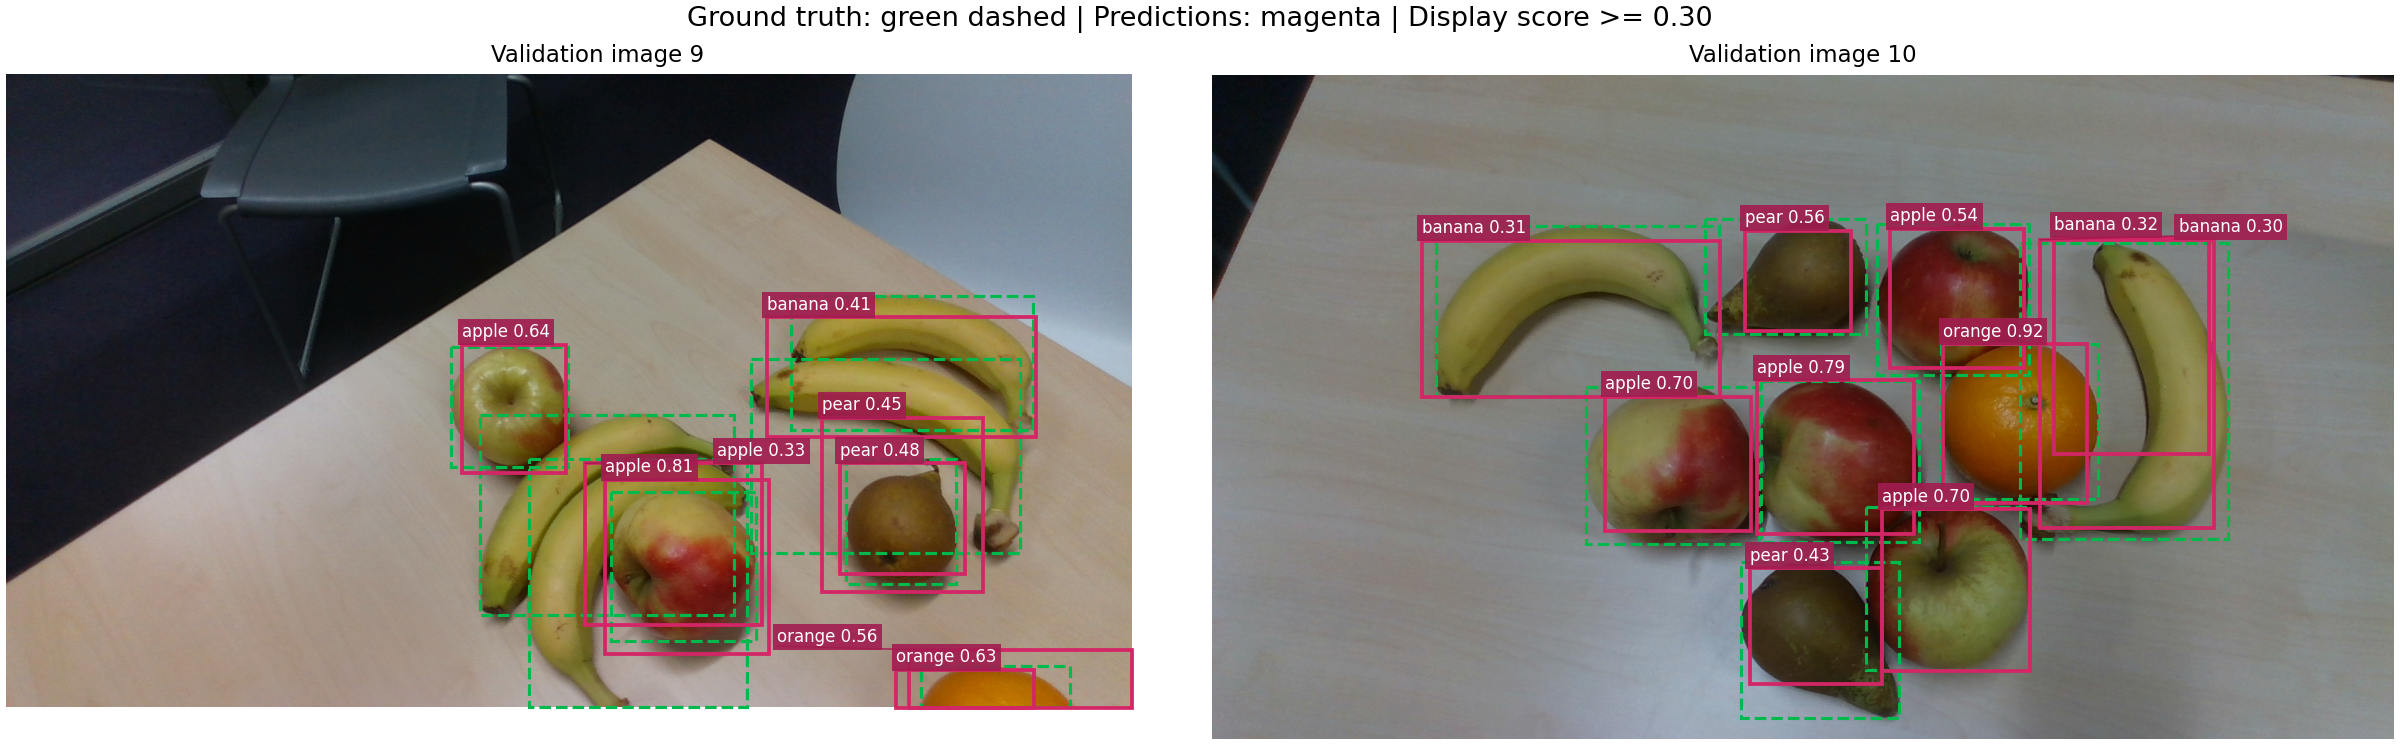 Ground truth: green dashed | Predictions: magenta | Display score >= 0.30
Validation image 9
Validation image 10
banana 0.41
apple 0.64
pear 0.45
apple 0.33
pear 0.48
apple 0.81
orange 0.56
orange 0.63
banana 0.31
pear 0.56
apple 0.54
banana 0.32
banana 0.30
orange 0.92
apple 0.79
apple 0.70
apple 0.70
pear 0.43